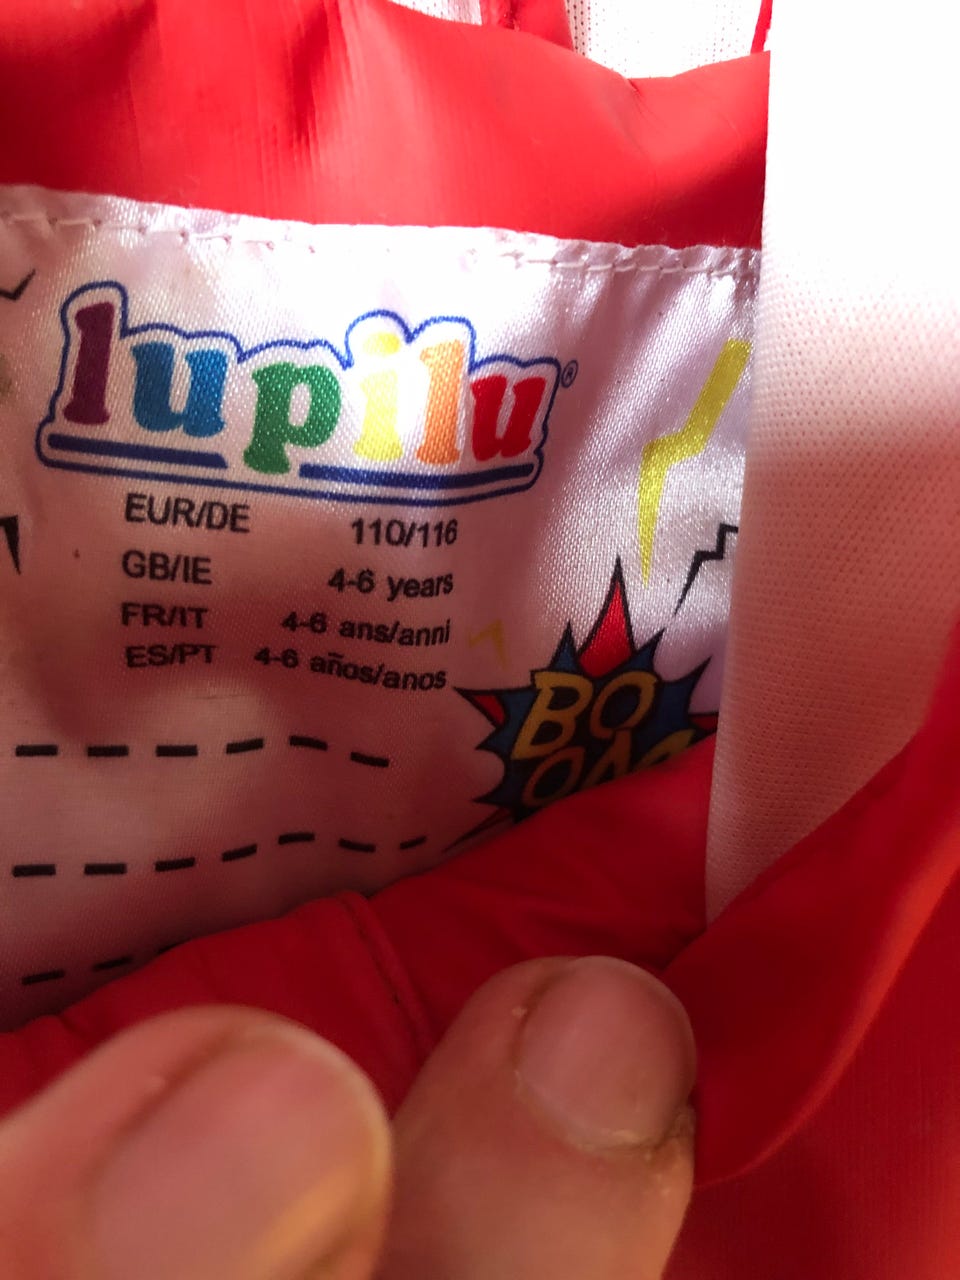 lupilu®
EUR/DE 110/116
GB/IE 4-6 years
FR/IT 4-6 ans/anni
ES/PT 4-6 años/anos
BO